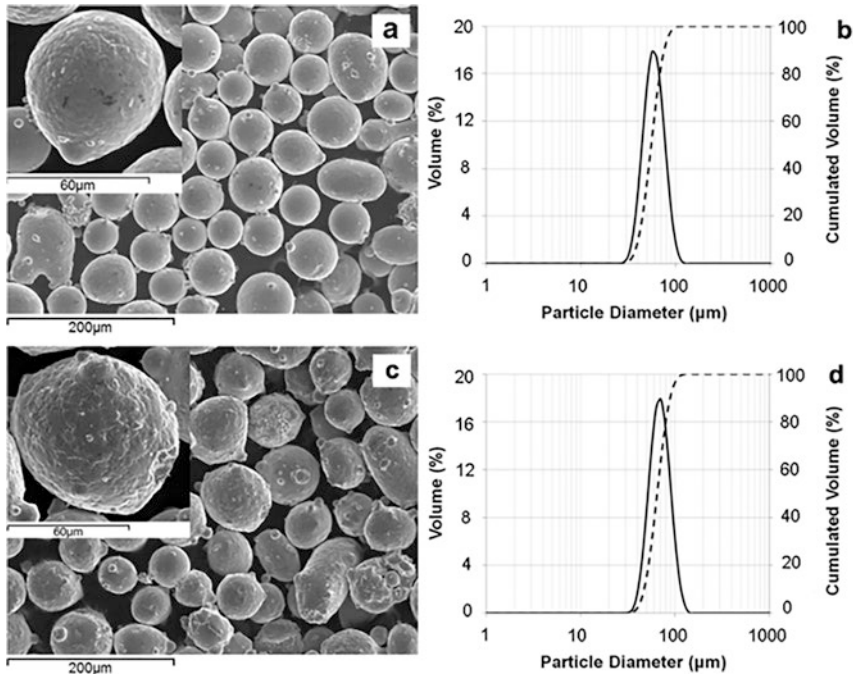 a
60µm
200µm
b
20
16
12
8
4
0
Volume (%)
100
80
60
40
20
0
Cumulated Volume (%)
1 10 100 1000
Particle Diameter (µm)
c
60µm
200µm
d
20
16
12
8
4
0
Volume (%)
100
80
60
40
20
0
Cumulated Volume (%)
1 10 100 1000
Particle Diameter (µm)